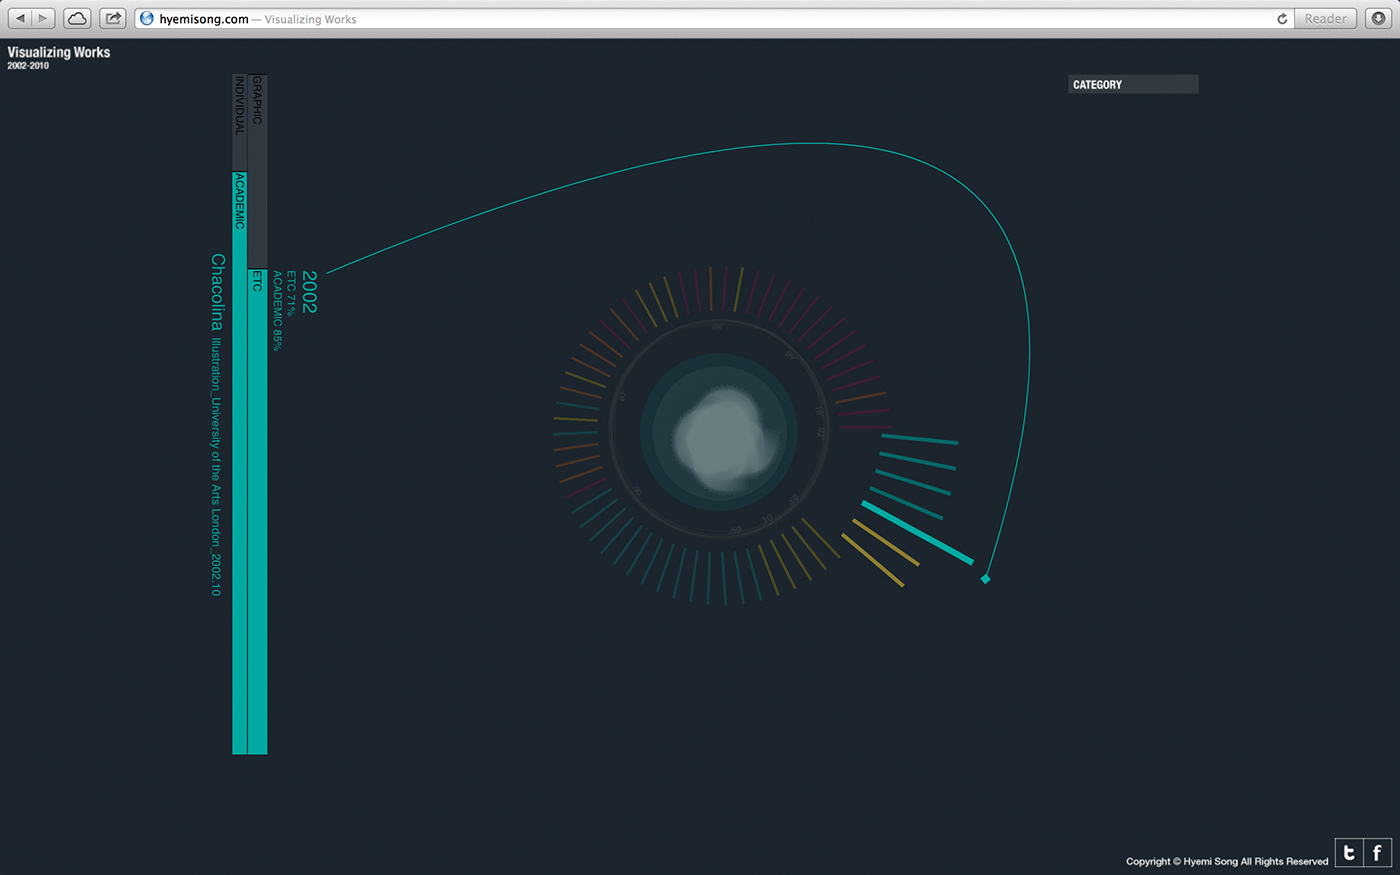 hyemisong.com — Visualizing Works
Reader
Visualizing Works
2002-2010
CATEGORY
GRAPHIC
INDIVIDUAL
ACADEMIC
ETC
2002
ETC 71%
ACADEMIC 85%
Chacolina Illustration_University of the Arts London_2002.10
Copyright © Hyemi Song All Rights Reserved
t f